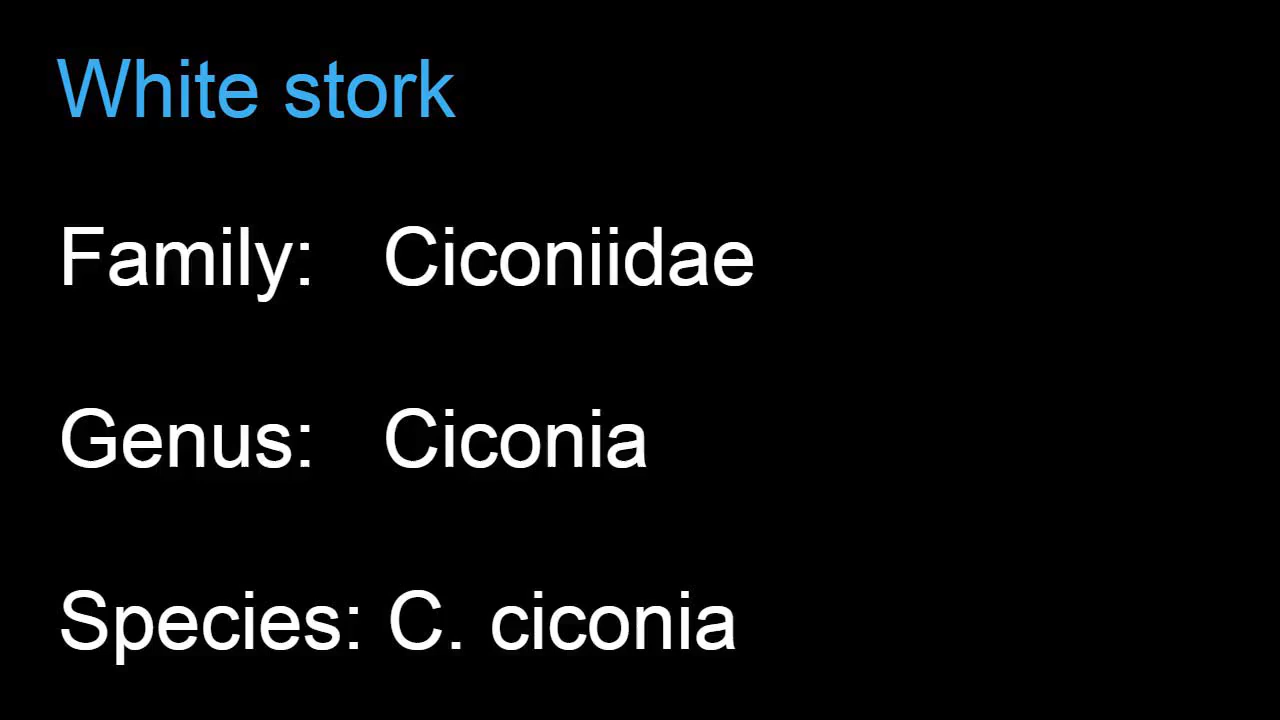 White stork
Family: Ciconiidae
Genus: Ciconia
Species: C. ciconia